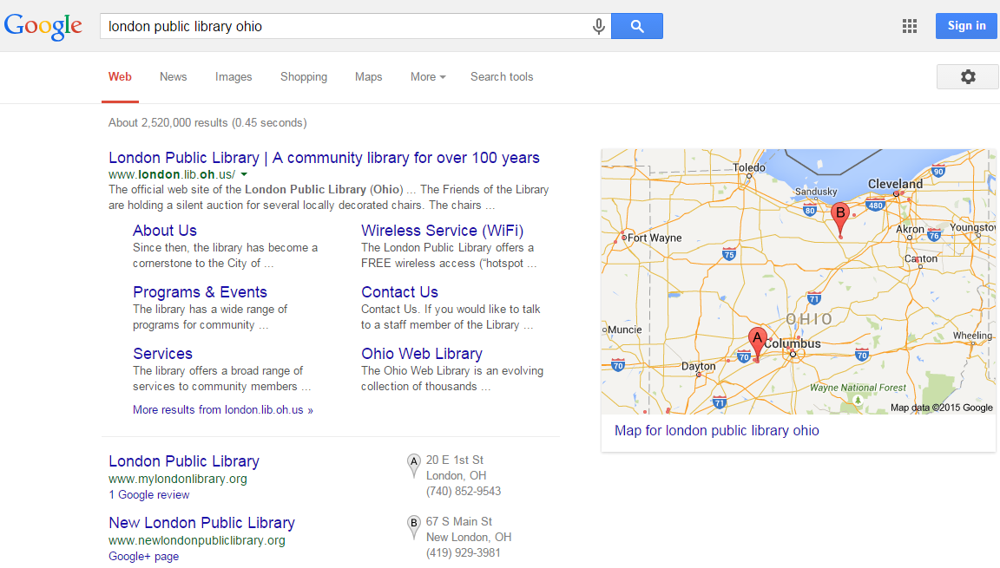 Google
london public library ohio
Sign in
Web News Images Shopping Maps More Search tools
About 2,520,000 results (0.45 seconds)
London Public Library | A community library for over 100 years
www.london.lib.oh.us/
The official web site of the London Public Library (Ohio) ... The Friends of the Library
are holding a silent auction for several locally decorated chairs. The chairs ...
About Us
Since then, the library has become a
cornerstone to the City of ...
Wireless Service (WiFi)
The London Public Library offers a
FREE wireless access ("hotspot ...
Programs & Events
The library has a wide range of
programs for community ...
Contact Us
Contact Us. If you would like to talk
to a staff member of the Library ...
Services
The library offers a broad range of
services to community members ...
Ohio Web Library
The Ohio Web Library is an evolving
collection of thousands ...
More results from london.lib.oh.us »
London Public Library
www.mylondonlibrary.org
1 Google review
A
20 E 1st St
London, OH
(740) 852-9543
New London Public Library
www.newlondonpubliclibrary.org
Google+ page
B
67 S Main St
New London, OH
(419) 929-3981
Toledo
90
Cleveland
Sandusky
480
80
B
Akron
76
Youngstow
Fort Wayne
75
Canton
71
OHIO
Muncie
A
Columbus
Wheeling
70
70
70
Dayton
Wayne National Forest
71
Map data ©2015 Google
Map for london public library ohio